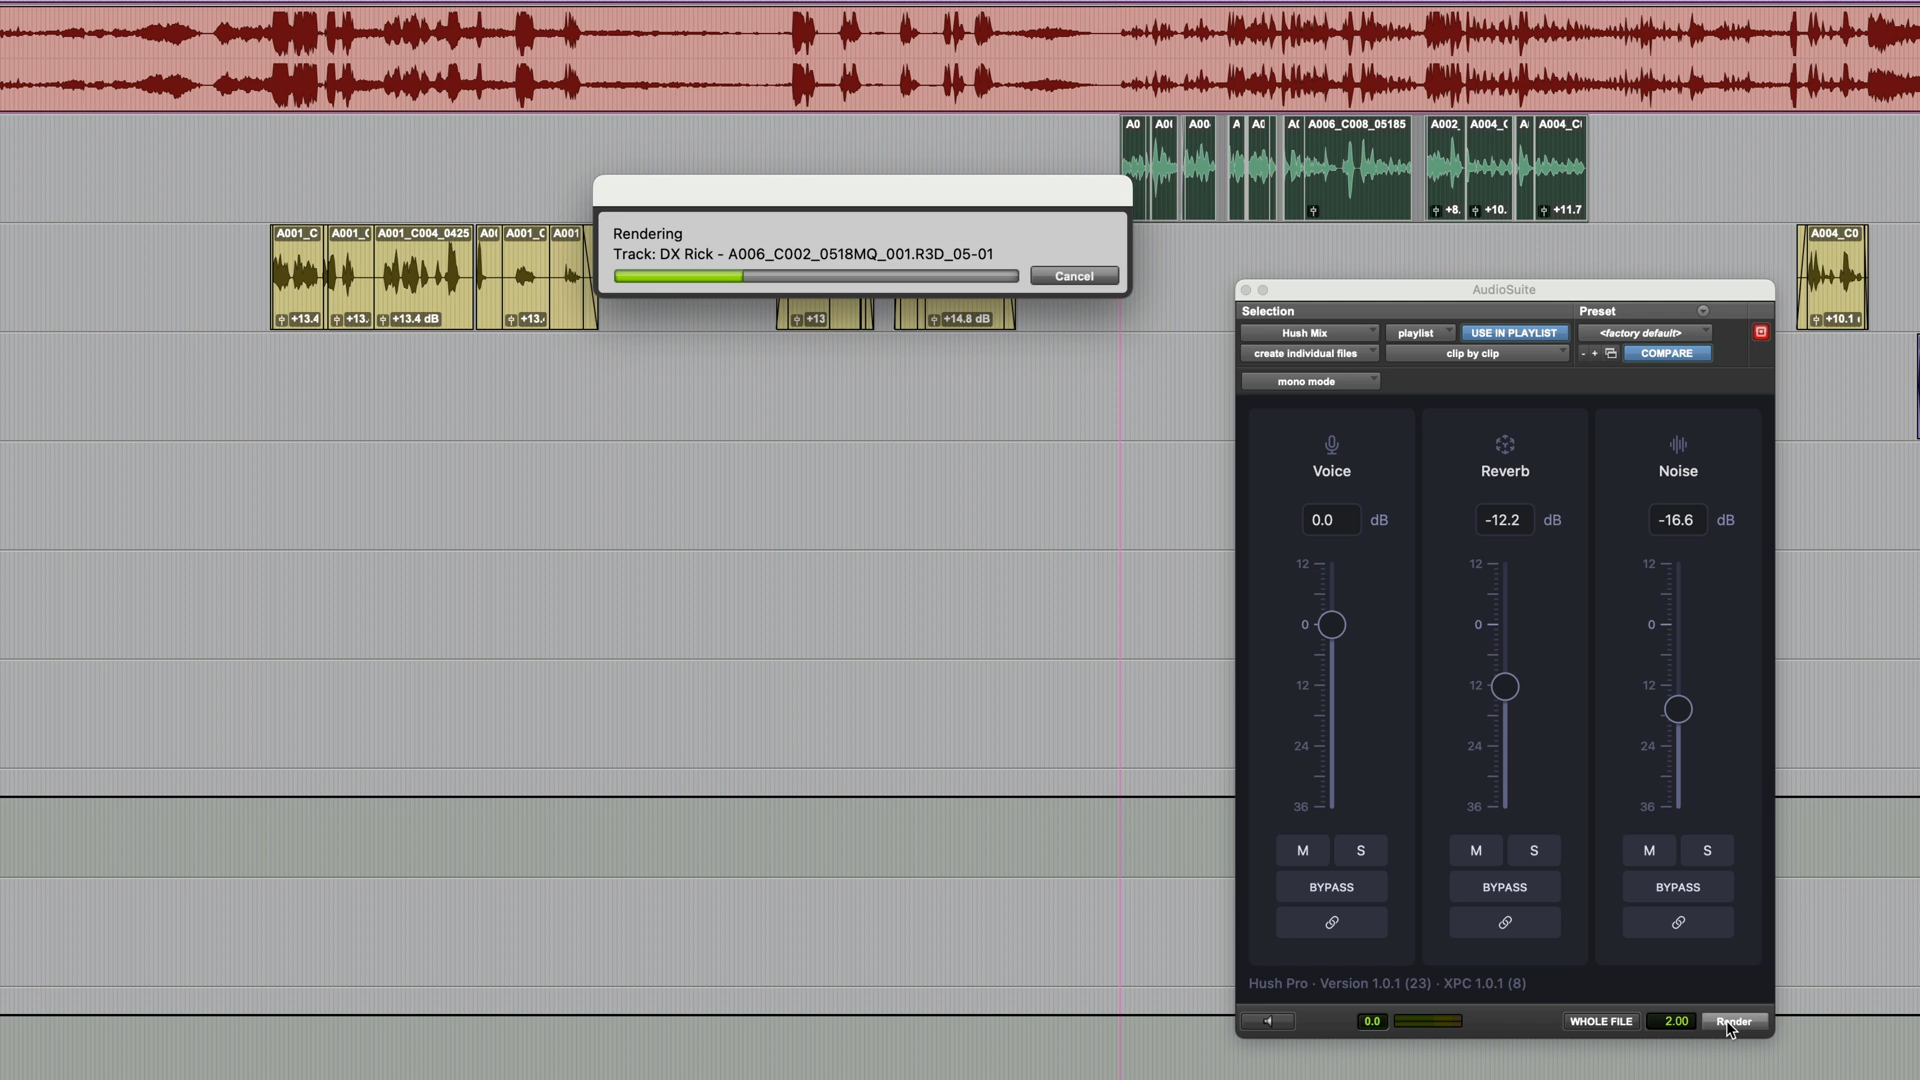 A0
A0(
A00
A
A0
A(
A006_C008_05185
A002_
A004_C
A
A004_C
+8.
+10.
+11.7
A001_C
A001_(
A001_C004_0425
A0(
A001_C
A001
+13.4
+13.
+13.4 dB
+13.
+13
+14.8 dB
A004_C0
+10.1
Rendering
Track: DX Rick - A006_C002_0518MQ_001.R3D_05-01
Cancel
AudioSuite
Selection
Preset
Hush Mix
playlist
USE IN PLAYLIST
<factory default>
create individual files
clip by clip
- +
COMPARE
mono mode
Voice
Reverb
Noise
0.0 dB
-12.2 dB
-16.6 dB
12
0
12
24
36
12
0
12
24
36
12
0
12
24
36
M S
M S
M S
BYPASS
BYPASS
BYPASS
Hush Pro · Version 1.0.1 (23) · XPC 1.0.1 (8)
0.0
WHOLE FILE
2.00
Render